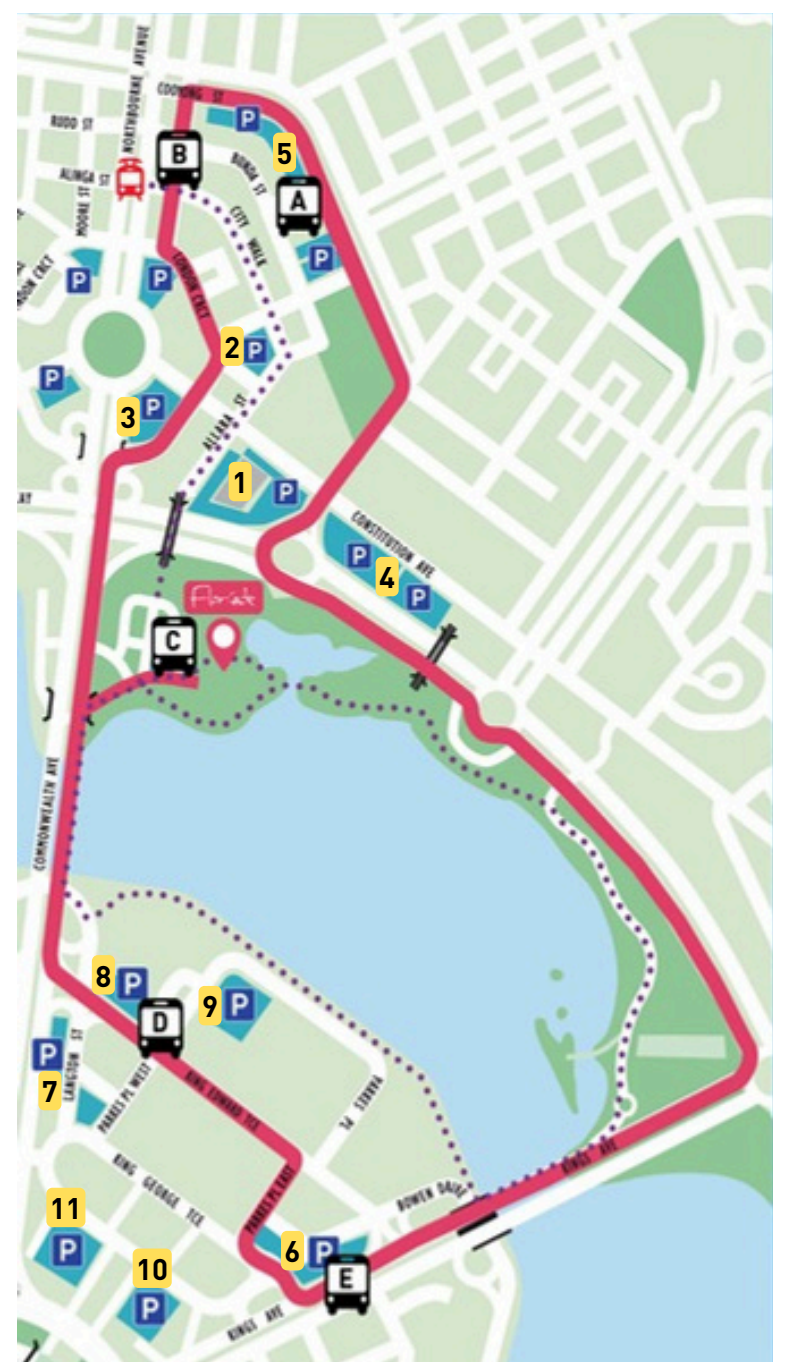 NORTHBOURNE AVENUE
COOYONG ST
P
RUDD ST
5
B
BUNDA ST
ALINGA ST
A
MOORE ST
CITY WALK
P
P
P
LONDON CRCT
2
P
P
3
P
ALLARA ST
1
P
CONSTITUTION AVE
P
4
P
Floriade
C
COMMONWEALTH AVE
8
P
9
P
D
P
7
LANGTON ST
PARKES PL WEST
KING EDWARD TCE
PARKES PL
KINGS AVE
KING GEORGE TCE
PARKES PL EAST
BOWEN DRIVE
11
P
6
P
E
10
P
KINGS AVE